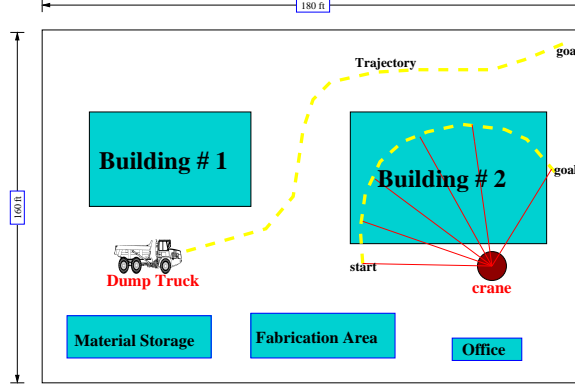 180 ft
Trajectory
goal
Building # 1
Building # 2
goal
160 ft
start
Dump Truck
crane
Material Storage
Fabrication Area
Office